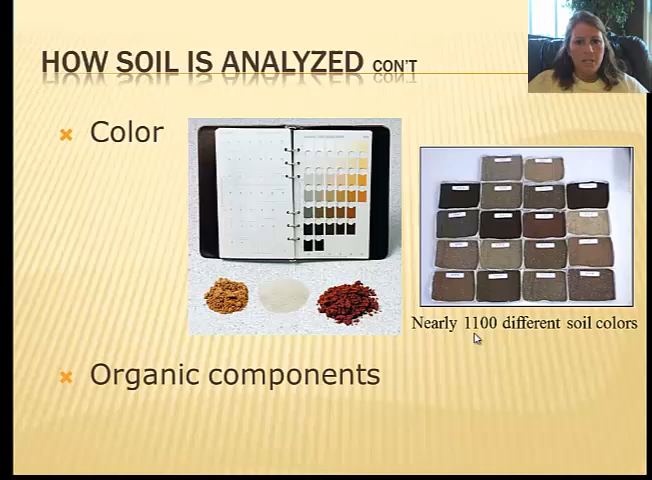 HOW SOIL IS ANALYZED CON'T
Color
Nearly 1100 different soil colors
Organic components